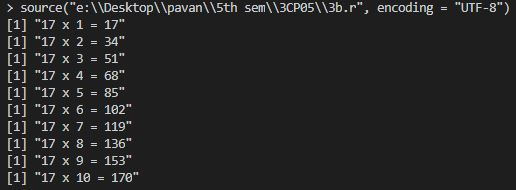 > source("e:\\Desktop\\pavan\\5th sem\\3CP05\\3b.r", encoding = "UTF-8")
[1] "17 x 1 = 17"
[1] "17 x 2 = 34"
[1] "17 x 3 = 51"
[1] "17 x 4 = 68"
[1] "17 x 5 = 85"
[1] "17 x 6 = 102"
[1] "17 x 7 = 119"
[1] "17 x 8 = 136"
[1] "17 x 9 = 153"
[1] "17 x 10 = 170"